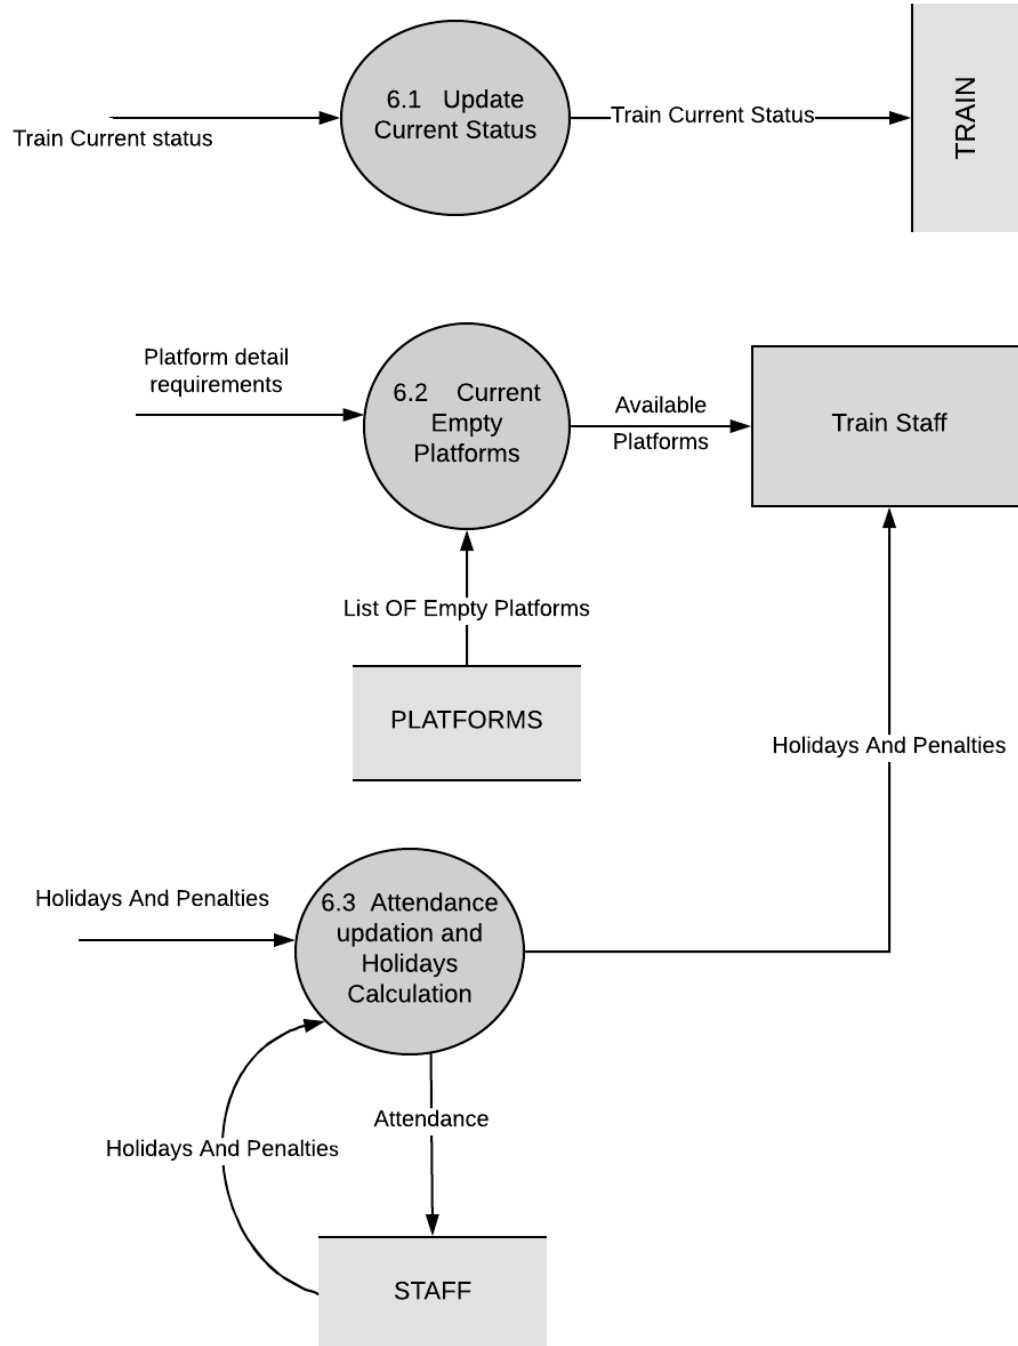 6.1 Update
Current Status
Train Current status
Train Current Status
TRAIN
Platform detail
requirements
6.2 Current
Empty
Platforms
Available
Platforms
Train Staff
List OF Empty Platforms
PLATFORMS
Holidays And Penalties
Holidays And Penalties
6.3 Attendance
updation and
Holidays
Calculation
Attendance
Holidays And Penalties
STAFF